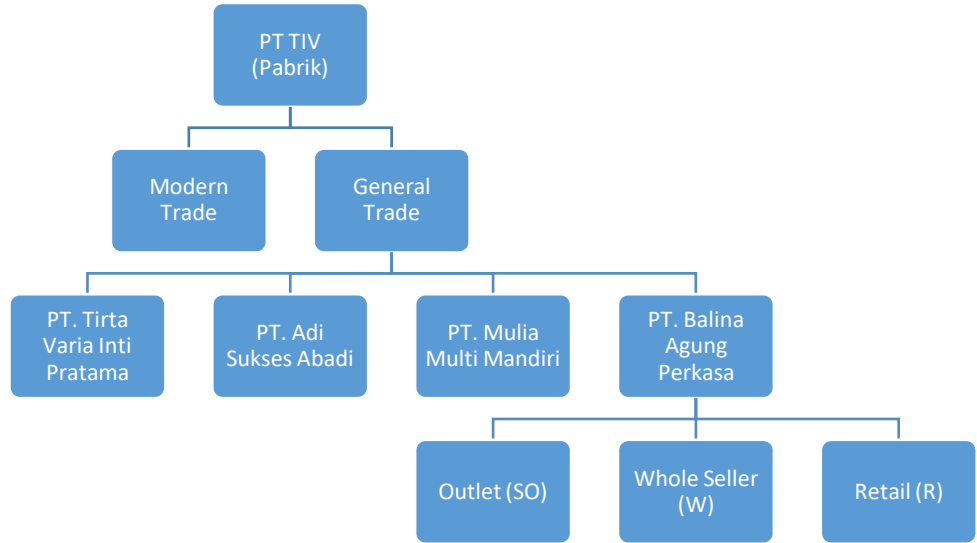 PT TIV
(Pabrik)
Modern
Trade
General
Trade
PT. Tirta
Varia Inti
Pratama
PT. Adi
Sukses Abadi
PT. Mulia
Multi Mandiri
PT. Balina
Agung
Perkasa
Outlet (SO)
Whole Seller
(W)
Retail (R)